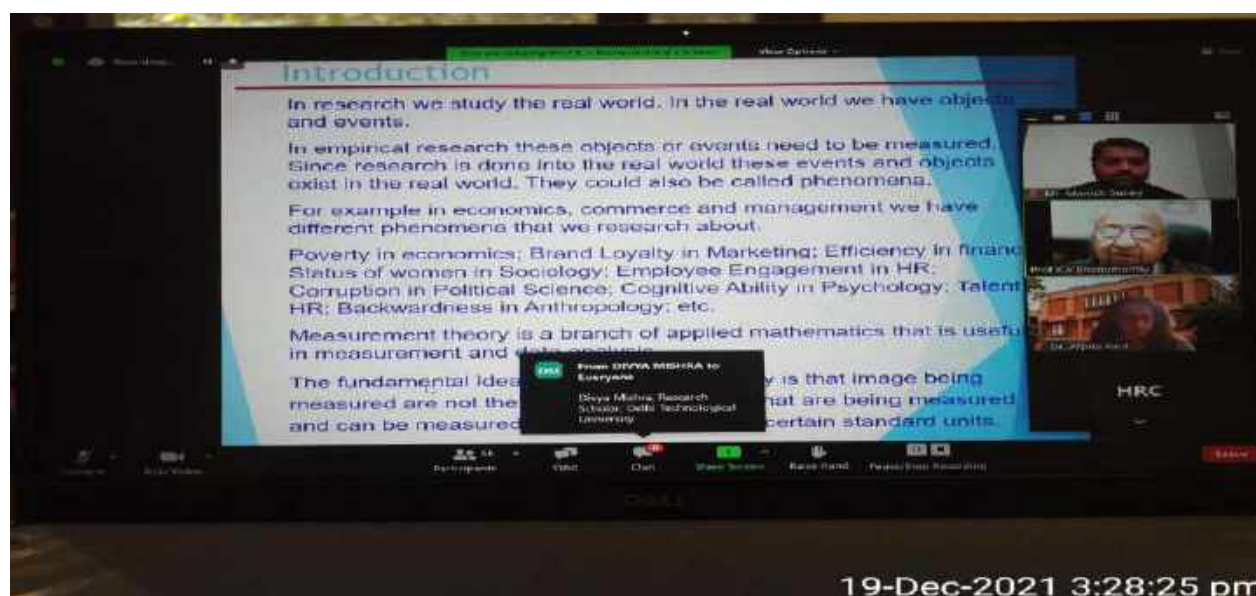 View Options
Introduction
In research we study the real world. In the real world we have objects
and events.
In empirical research these objects or events need to be measured.
Since research is done into the real world these events and objects
exist in the real world. They could also be called phenomena.
For example in economics, commerce and management we have
different phenomena that we research about.
Poverty in economics; Brand Loyalty in Marketing; Efficiency in financ
Status of women in Sociology; Employee Engagement in HR;
Corruption in Political Science; Cognitive Ability in Psychology; Talent
HR; Backwardness in Anthropology; etc.
Measurement theory is a branch of applied mathematics that is usefu
in measurement and
The fundamental idea y is that image being
measured are not the hat are being measured
and can be measured certain standard units.
DM
From DIVYA MISHRA to
Everyone
Divya Mishra, Research
Scholar, Delhi Technological
University
HRC
Participants
Chat
Share Screen
Raise Hand
Pause/Stop Recording
Leave
DELL
19-Dec-2021 3:28:25 pm